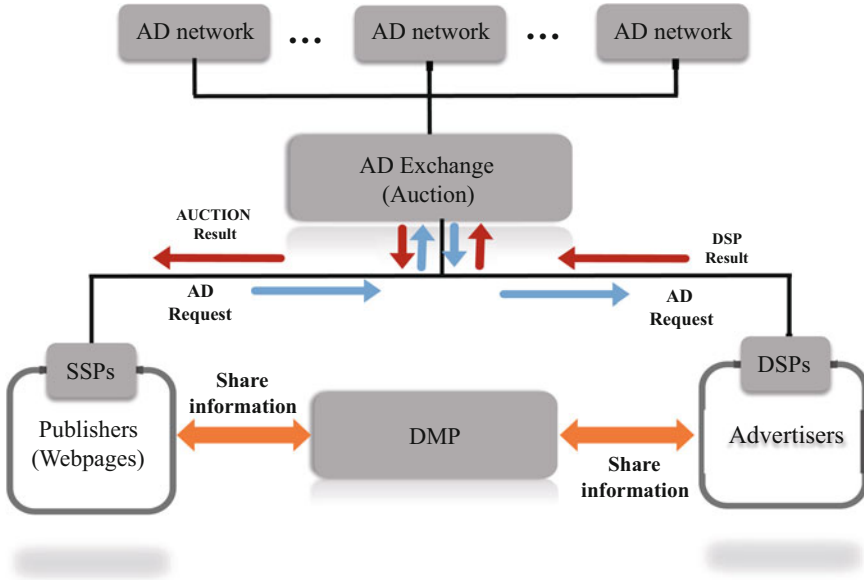 AD network
...
AD network
...
AD network
AD Exchange
(Auction)
AUCTION
Result
DSP
Result
AD
Request
AD
Request
SSPs
DSPs
Publishers
(Webpages)
Share
information
DMP
Advertisers
Share
information